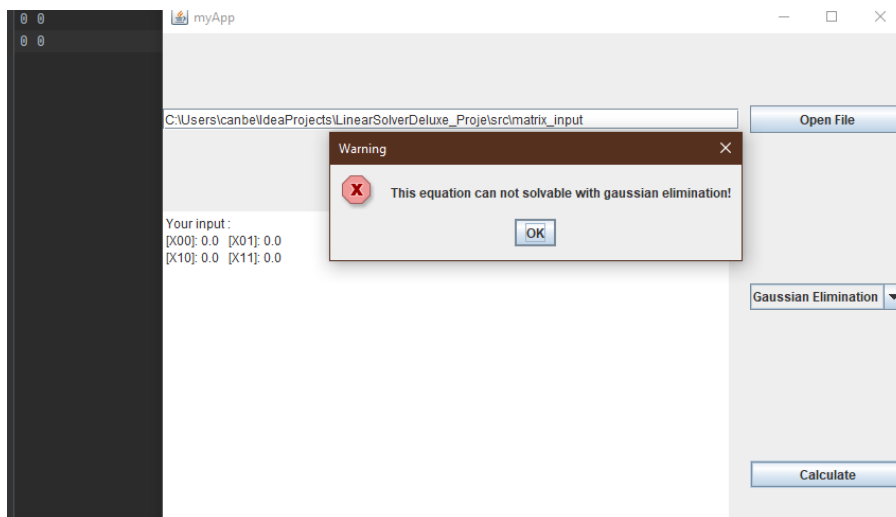 0 0
0 0
myApp
C:\Users\canbe\IdeaProjects\LinearSolverDeluxe_Proje\src\matrix_input
Open File
Warning
This equation can not solvable with gaussian elimination!
OK
Your input :
[X00]: 0.0 [X01]: 0.0
[X10]: 0.0 [X11]: 0.0
Gaussian Elimination
Calculate